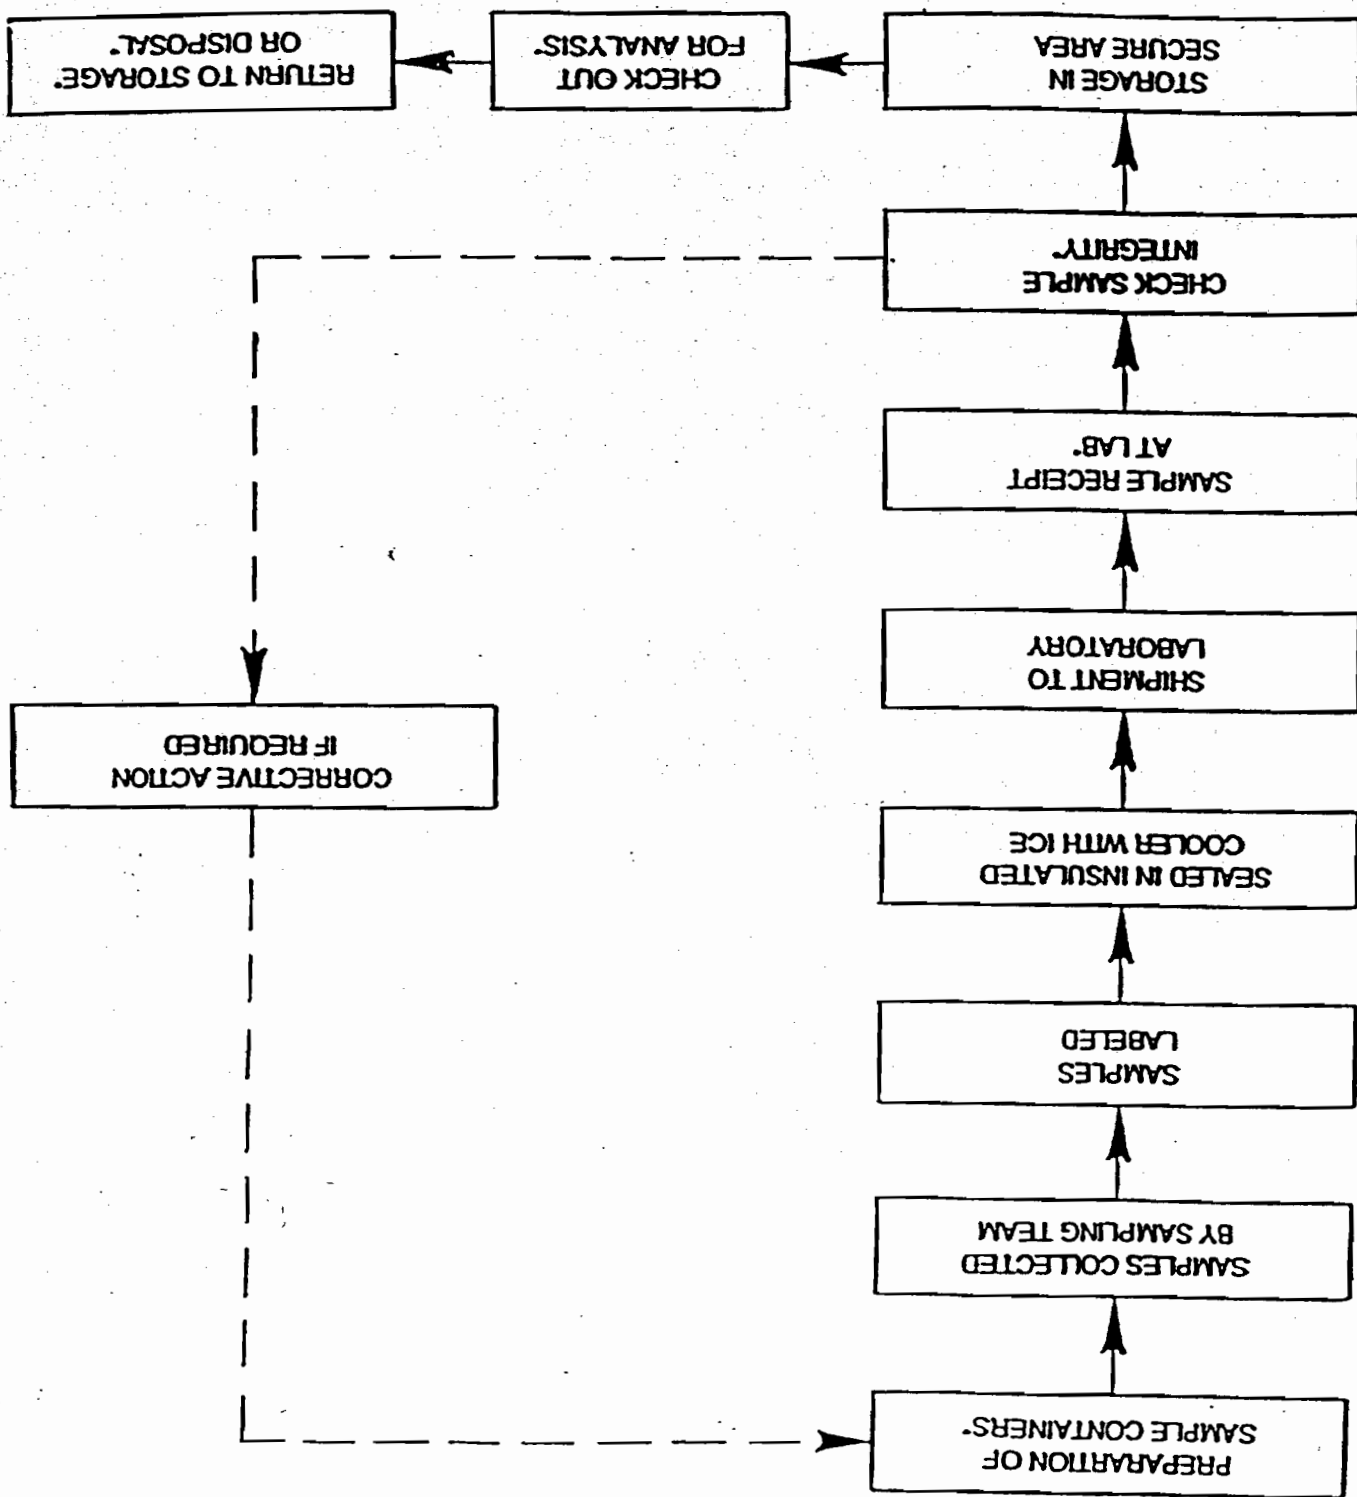 PREPARARTION OF
SAMPLE CONTAINERS*
SAMPLES COLLECTED
BY SAMPLING TEAM
SAMPLES
LABELED
SEALED IN INSULATED
COOLER WITH ICE
SHIPMENT TO
LABORATORY
SAMPLE RECEIPT
AT LAB*
CHECK SAMPLE
INTEGRITY*
STORAGE IN
SECURE AREA
CHECK OUT
FOR ANALYSIS*
RETURN TO STORAGE*
OR DISPOSAL*
CORRECTIVE ACTION
IF REQUIRED